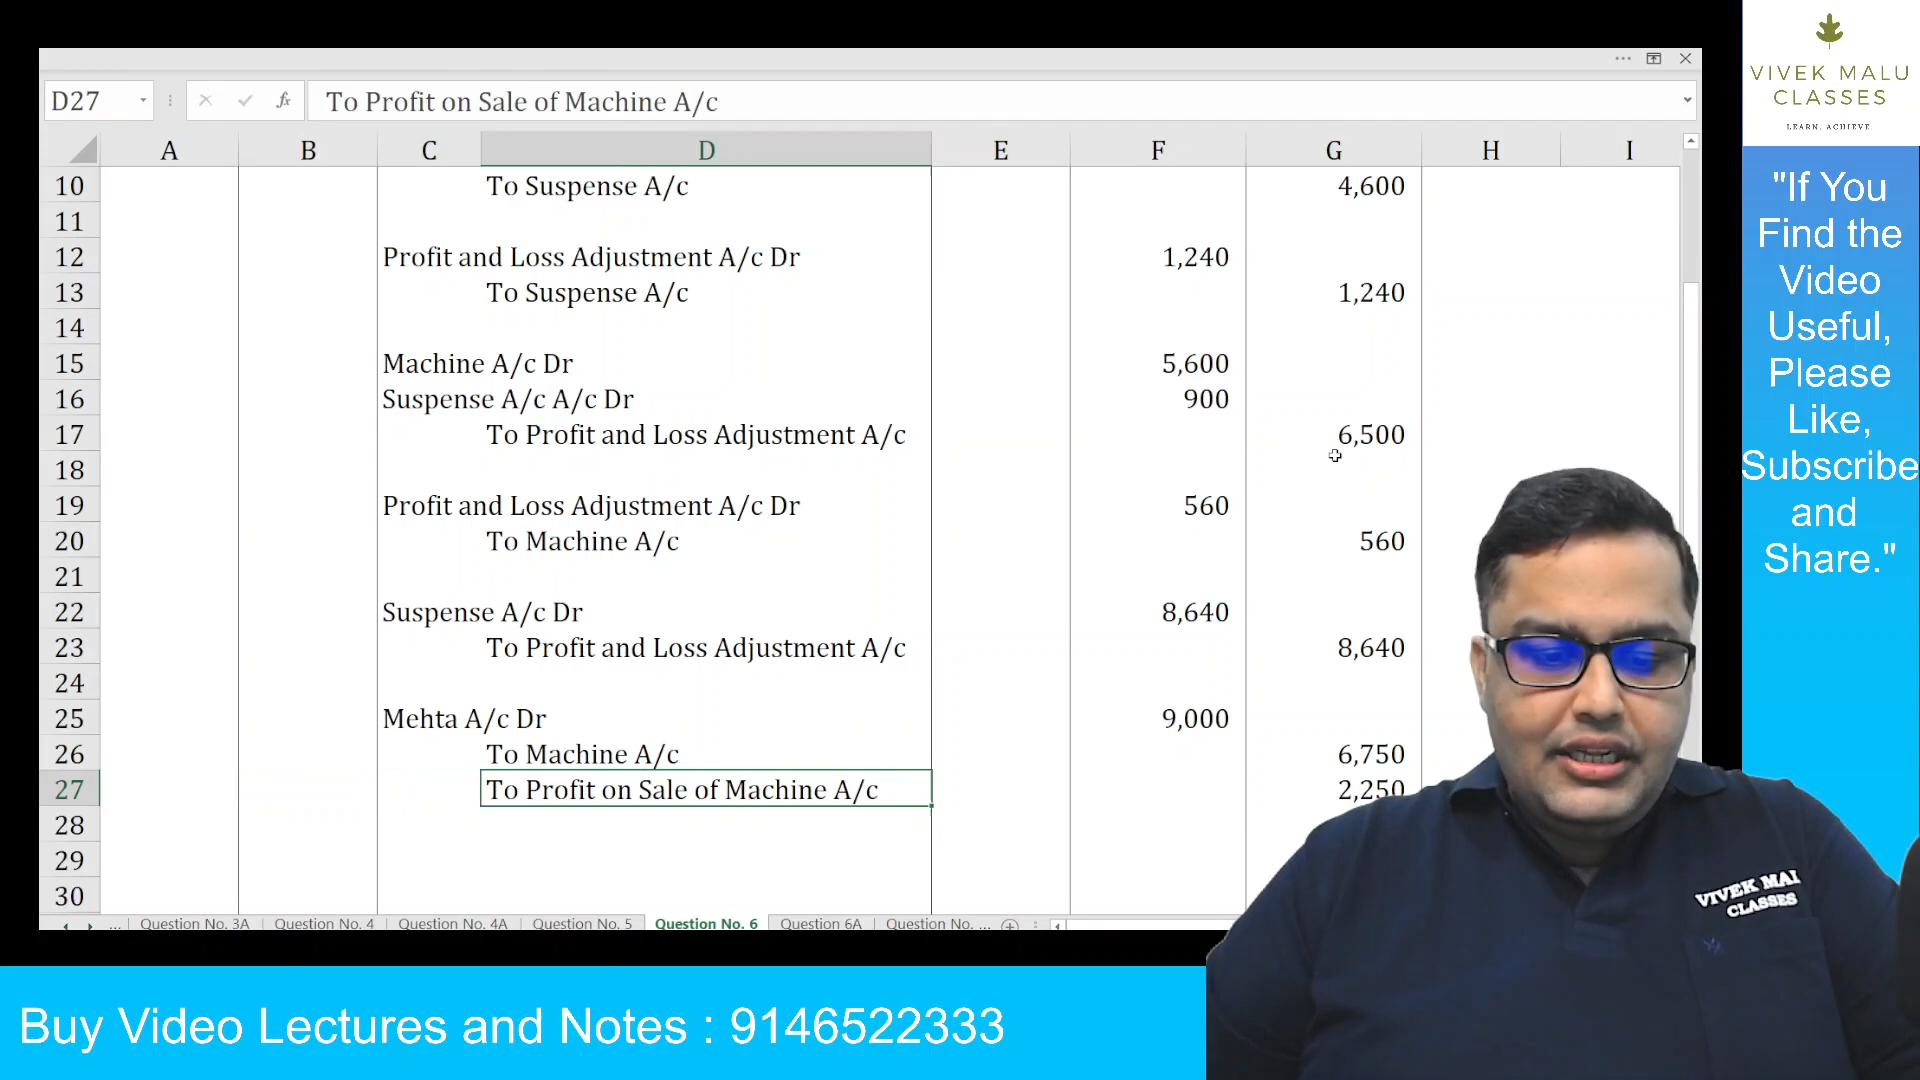 D27 fx To Profit on Sale of Machine A/c
A B C D E F G H I
10 To Suspense A/c 4,600
11
12 Profit and Loss Adjustment A/c Dr 1,240
13 To Suspense A/c 1,240
14
15 Machine A/c Dr 5,600
16 Suspense A/c A/c Dr 900
17 To Profit and Loss Adjustment A/c 6,500
18
19 Profit and Loss Adjustment A/c Dr 560
20 To Machine A/c 560
21
22 Suspense A/c Dr 8,640
23 To Profit and Loss Adjustment A/c 8,640
24
25 Mehta A/c Dr 9,000
26 To Machine A/c 6,750
27 To Profit on Sale of Machine A/c 2,250
28
29
30
... Question No. 3A Question No. 4 Question No. 4A Question No. 5 Question No. 6 Question 6A Question No. ...
VIVEK MALU
CLASSES
LEARN. ACHIEVE.
"If You
Find the
Video
Useful,
Please
Like,
Subscribe
and
Share."
VIVEK MAL
CLASSES
Buy Video Lectures and Notes : 9146522333